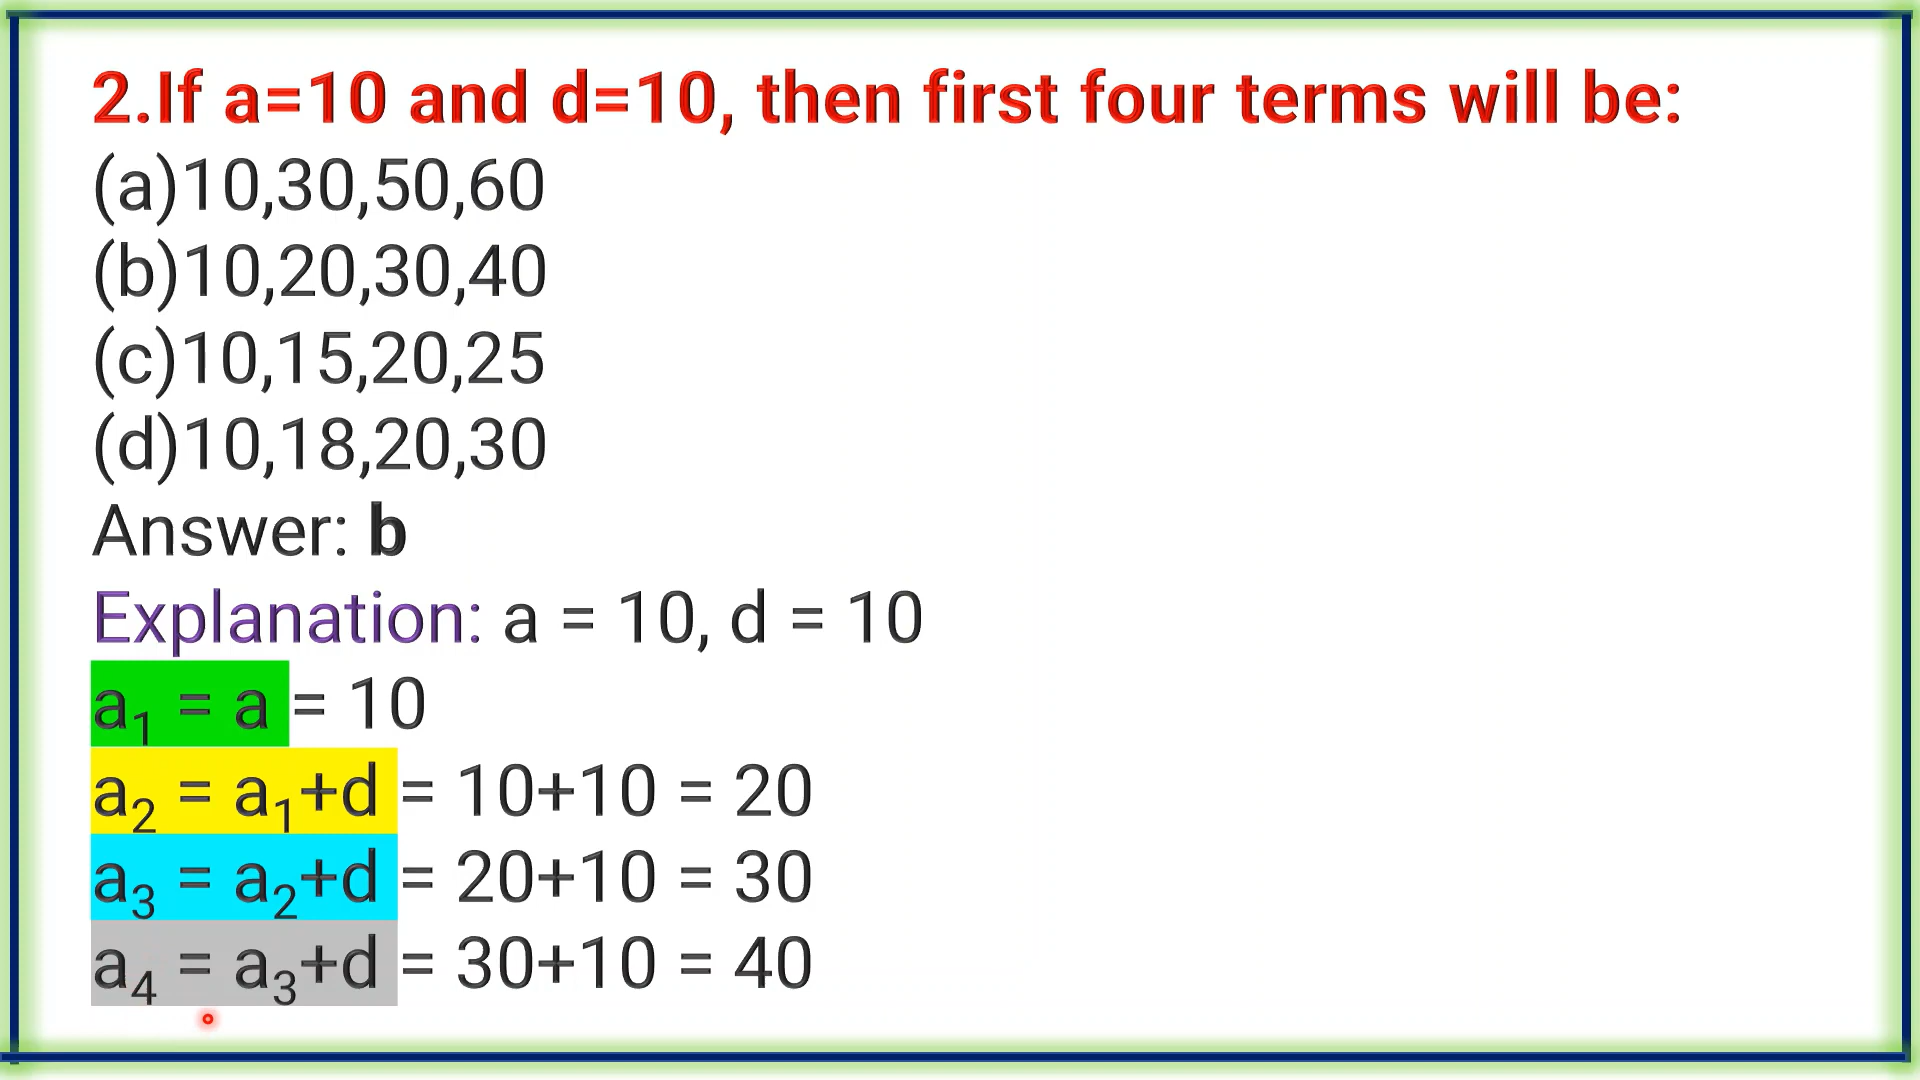 2.If a=10 and d=10, then first four terms will be:
(a)10,30,50,60
(b)10,20,30,40
(c)10,15,20,25
(d)10,18,20,30
Answer: b
Explanation: a = 10, d = 10
a₁ = a = 10
a₂ = a₁+d = 10+10 = 20
a₃ = a₂+d = 20+10 = 30
a₄ = a₃+d = 30+10 = 40